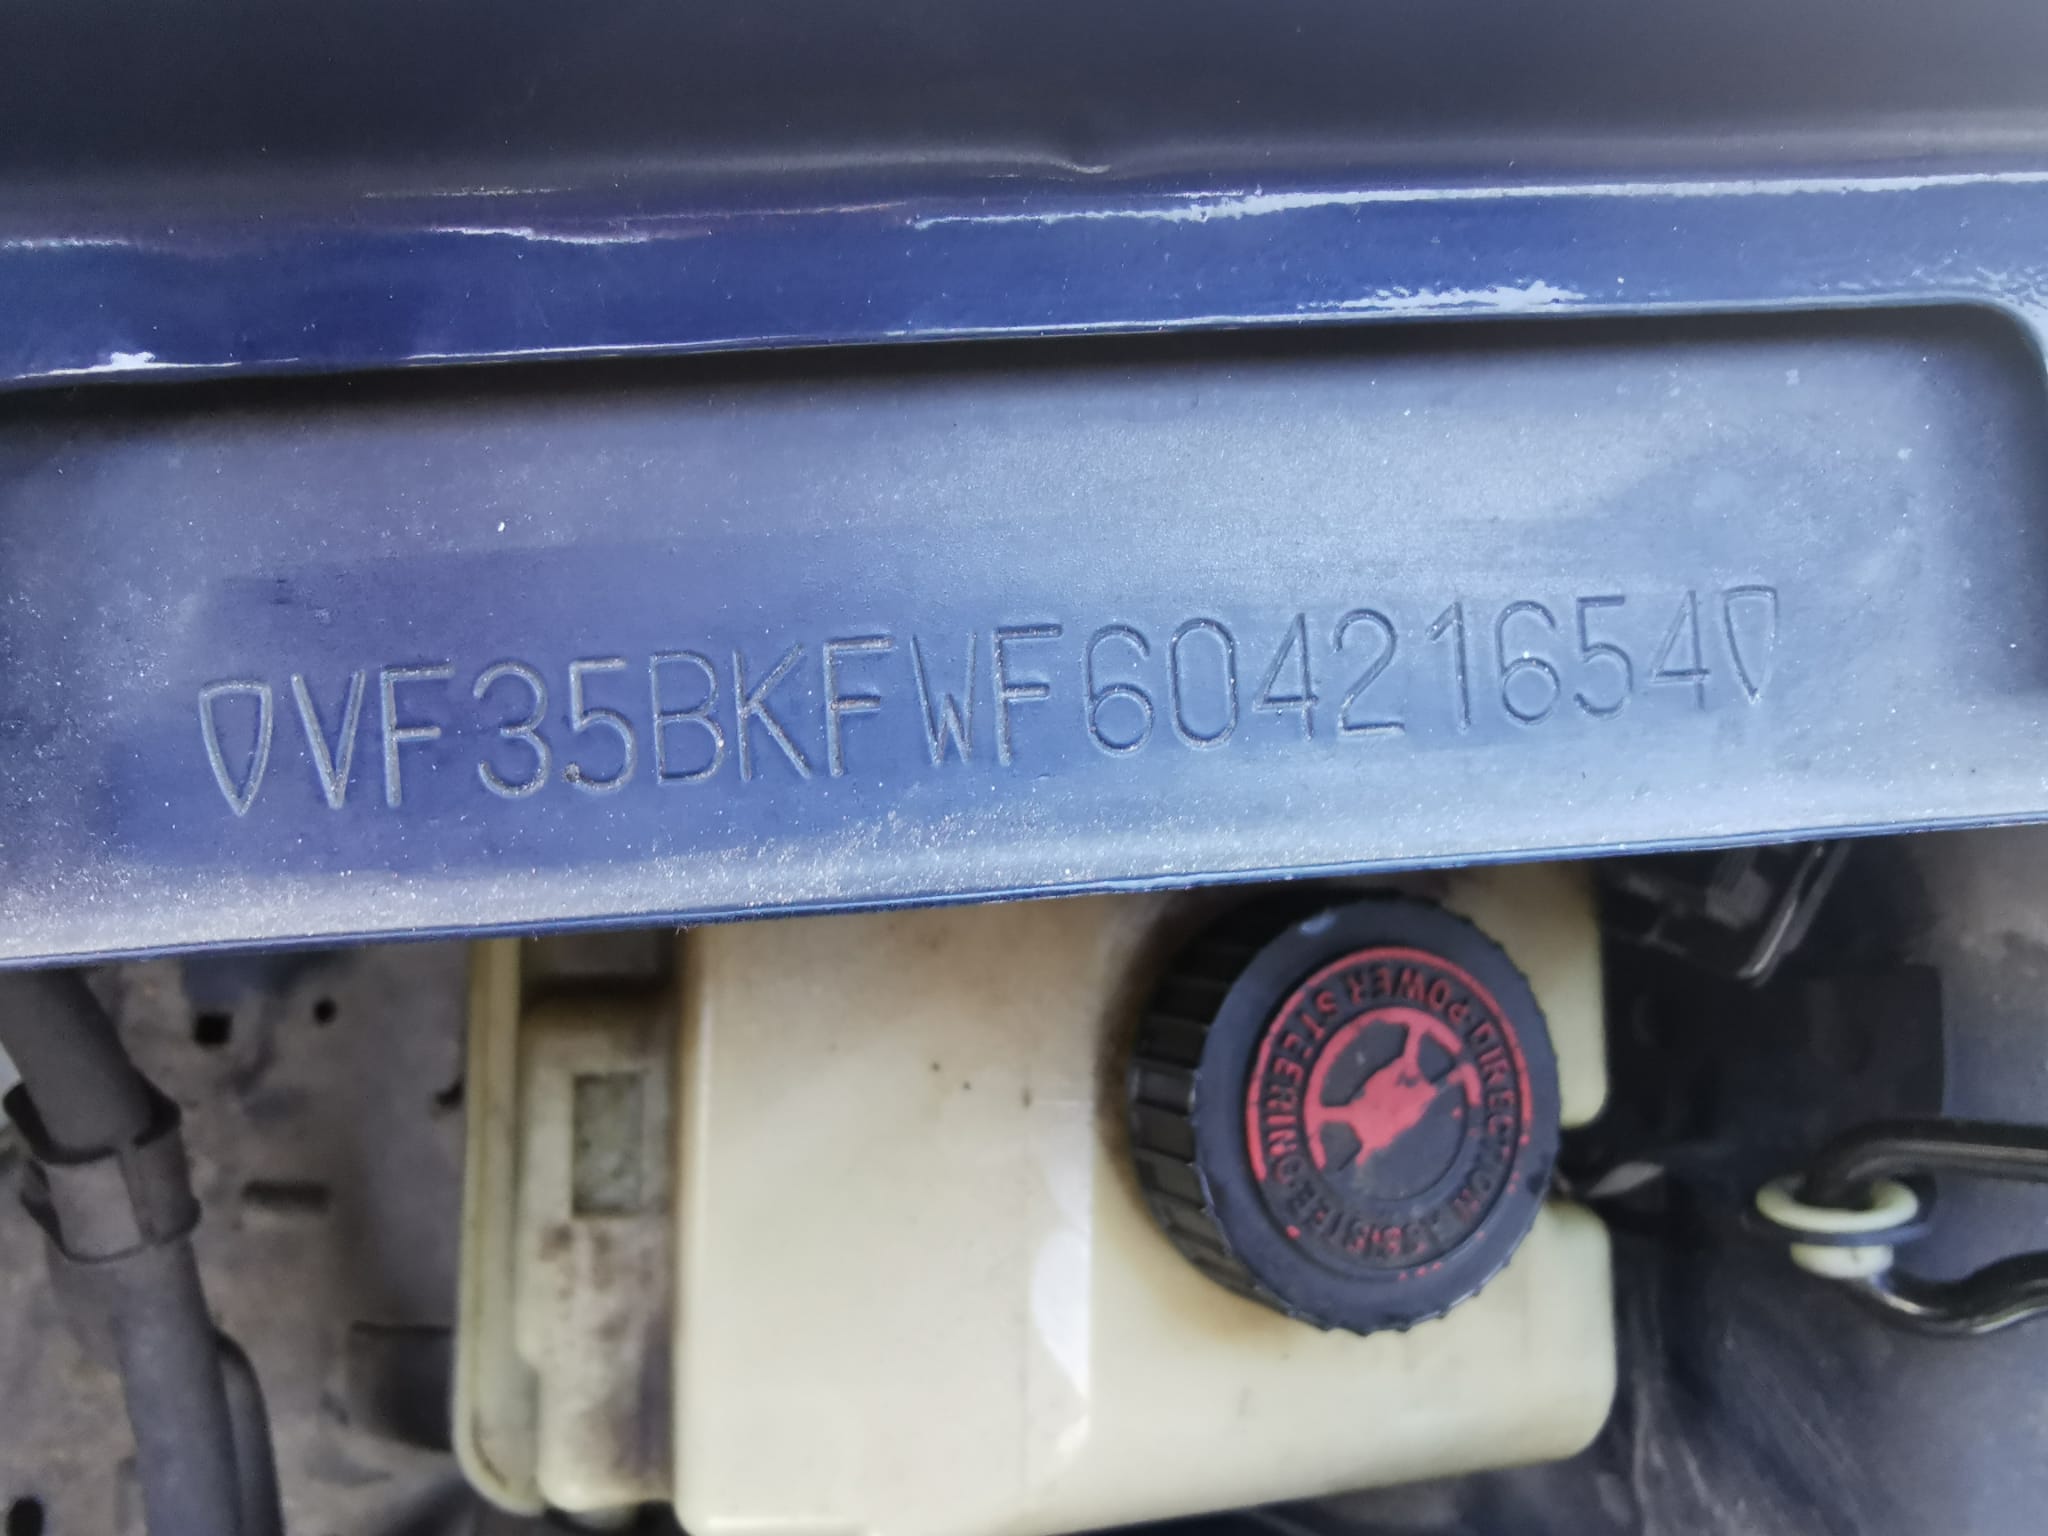 VF35BKFWF60421654
POWER STEERING
DIRECTION ASSISTEE